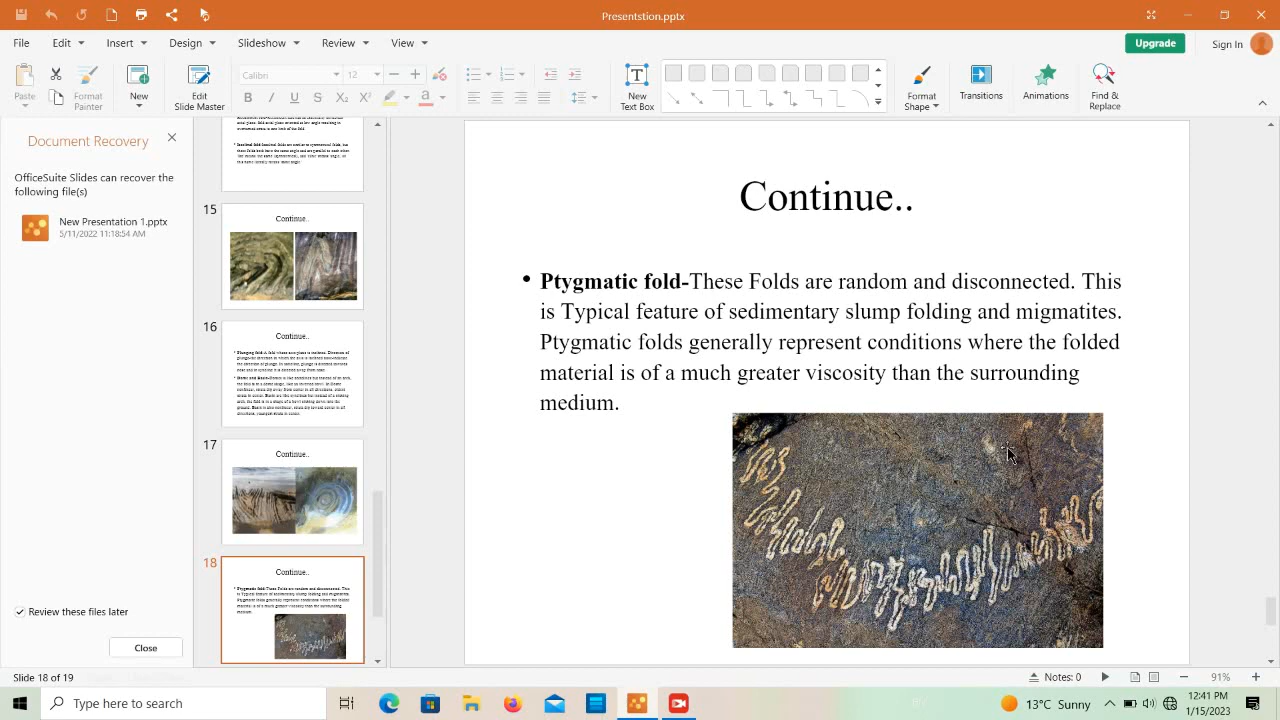 Presentstion.pptx
File Edit Insert Design Slideshow Review View Upgrade Sign In
Calibri 12
Paste Format Painter New Edit Slide Master B I U S X₂ X² New Text Box Format Shape Transitions Animations Find & Replace
Document Recovery
OfficeSuite Slides can recover the
following file(s)
New Presentation 1.pptx
5/11/2022 11:18:54 AM
Review these files later
Close
15
Continue..
16
Continue..
17
Continue..
18
Continue..
Continue..
• Ptygmatic fold-These Folds are random and disconnected. This
is Typical feature of sedimentary slump folding and migmatites.
Ptygmatic folds generally represent conditions where the folded
material is of a much greater viscosity than the surrounding
medium.
Slide 18 of 19 Notes: 0 91%
Type here to search 13°C Sunny 12:41 PM
1/15/2023